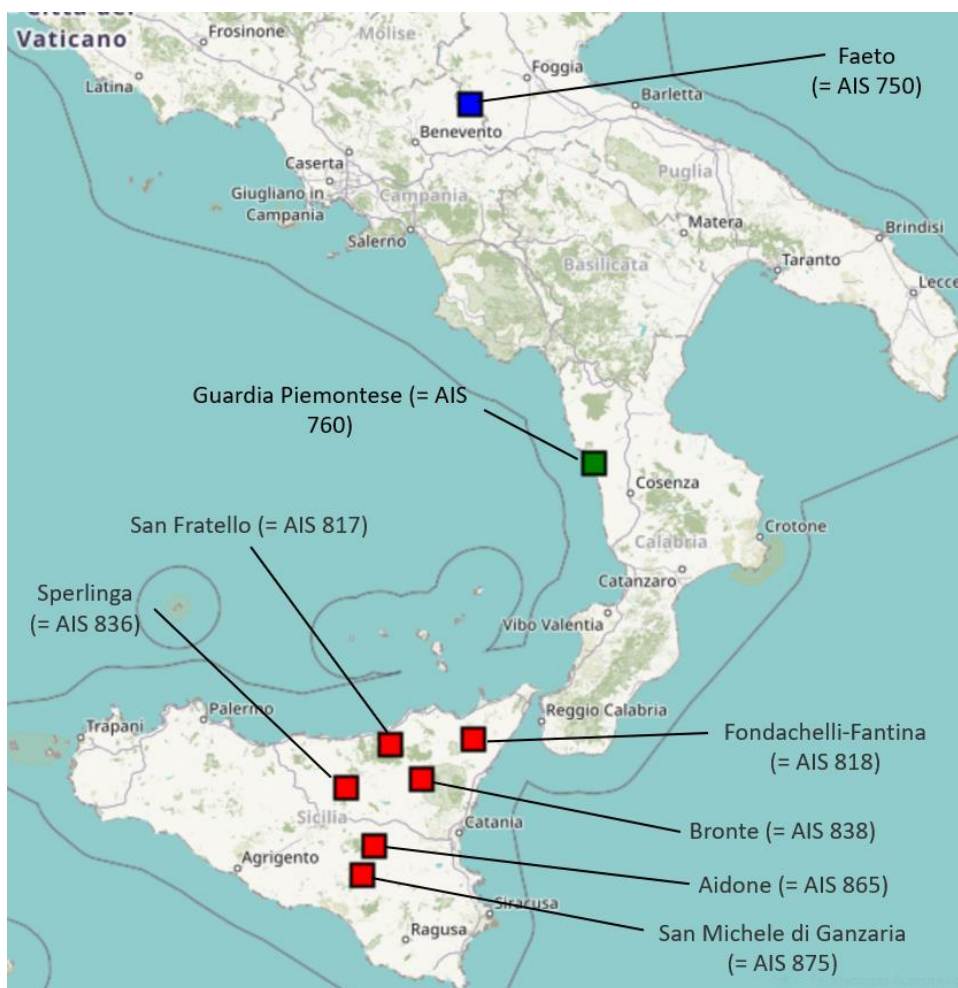 Città del
Vaticano
Frosinone
Molise
Latina
Foggia
Faeto
(= AIS 750)
Barletta
Benevento
Caserta
Giugliano in
Campania
Campania
Puglia
Salerno
Matera
Brindisi
Basilicata
Taranto
Lecce
Guardia Piemontese (= AIS
760)
Cosenza
San Fratello (= AIS 817)
Crotone
Calabria
Sperlinga
(= AIS 836)
Catanzaro
Vibo Valentia
Palermo
Trapani
Reggio Calabria
Fondachelli-Fantina
(= AIS 818)
Sicilia
Catania
Bronte (= AIS 838)
Agrigento
Aidone (= AIS 865)
Siracusa
Ragusa
San Michele di Ganzaria
(= AIS 875)